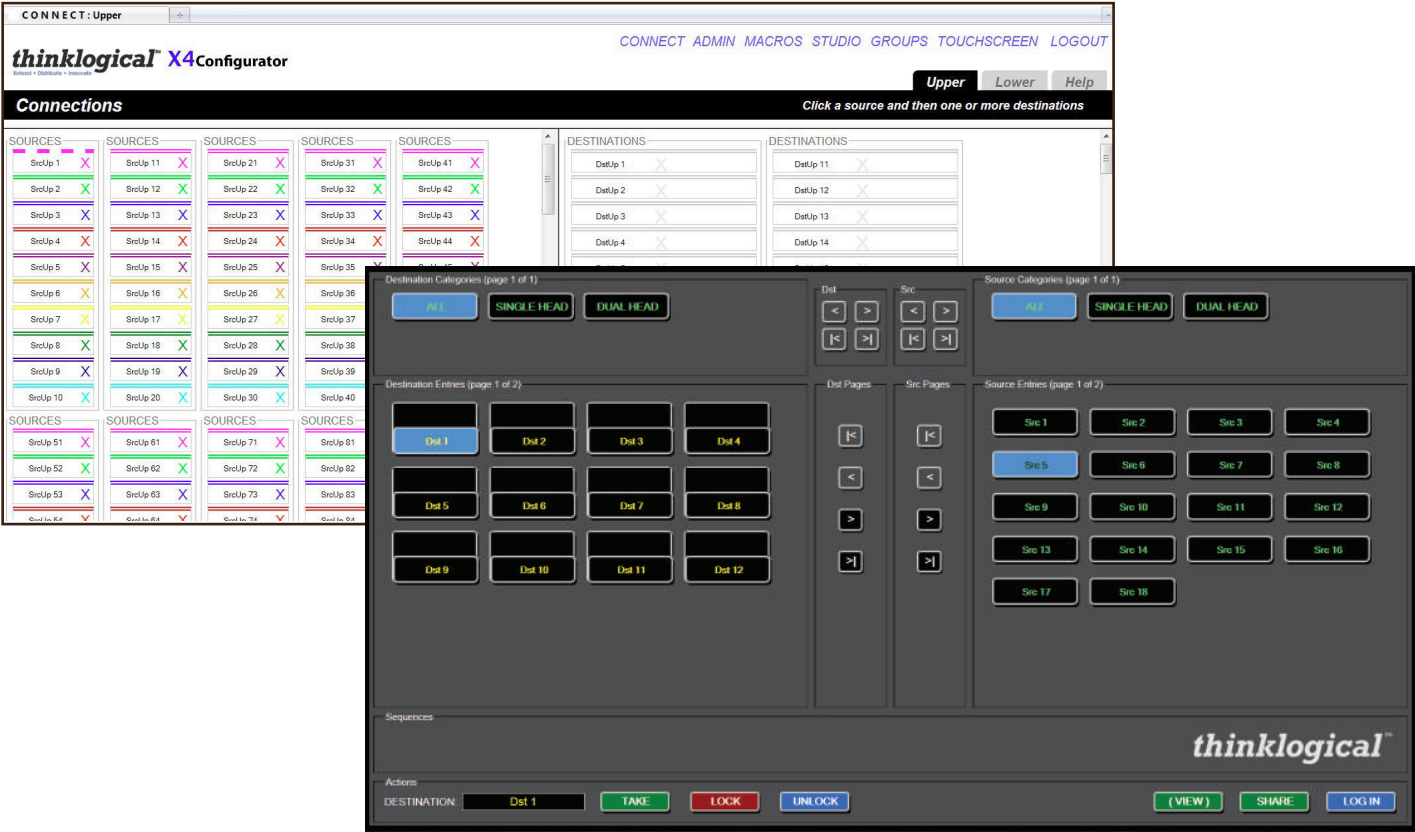 CONNECT: Upper
CONNECT ADMIN MACROS STUDIO GROUPS TOUCHSCREEN LOGOUT
thinklogical™ X4 Configurator
Extend • Distribute • Innovate
Upper Lower Help
Connections Click a source and then one or more destinations
SOURCES SOURCES SOURCES SOURCES SOURCES DESTINATIONS DESTINATIONS
SrcUp 1 X SrcUp 11 X SrcUp 21 X SrcUp 31 X SrcUp 41 X DstUp 1 X DstUp 11 X
SrcUp 2 X SrcUp 12 X SrcUp 22 X SrcUp 32 X SrcUp 42 X DstUp 2 X DstUp 12 X
SrcUp 3 X SrcUp 13 X SrcUp 23 X SrcUp 33 X SrcUp 43 X DstUp 3 X DstUp 13 X
SrcUp 4 X SrcUp 14 X SrcUp 24 X SrcUp 34 X SrcUp 44 X DstUp 4 X DstUp 14 X
SrcUp 5 X SrcUp 15 X SrcUp 25 X SrcUp 35
SrcUp 6 X SrcUp 16 X SrcUp 26 X SrcUp 36
SrcUp 7 X SrcUp 17 X SrcUp 27 X SrcUp 37
SrcUp 8 X SrcUp 18 X SrcUp 28 X SrcUp 38
SrcUp 9 X SrcUp 19 X SrcUp 29 X SrcUp 39
SrcUp 10 X SrcUp 20 X SrcUp 30 X SrcUp 40
SOURCES SOURCES SOURCES SOURCES
SrcUp 51 X SrcUp 61 X SrcUp 71 X SrcUp 81
SrcUp 52 X SrcUp 62 X SrcUp 72 X SrcUp 82
SrcUp 53 X SrcUp 63 X SrcUp 73 X SrcUp 83
SrcUp 54 X SrcUp 64 X SrcUp 74 X SrcUp 84
Destination Categories (page 1 of 1) Dst Src Source Categories (page 1 of 1)
ALL SINGLE HEAD DUAL HEAD < > < > ALL SINGLE HEAD DUAL HEAD
|< >| |< >|
Destination Entries (page 1 of 2) Dst Pages Src Pages Source Entries (page 1 of 2)
Dst 1 Dst 2 Dst 3 Dst 4 |< |< Src 1 Src 2 Src 3 Src 4
Dst 5 Dst 6 Dst 7 Dst 8 < < Src 5 Src 6 Src 7 Src 8
Dst 9 Dst 10 Dst 11 Dst 12 > > Src 9 Src 10 Src 11 Src 12
>| >| Src 13 Src 14 Src 15 Src 16
Src 17 Src 18
Sequences
thinklogical™
Actions
DESTINATION: Dst 1 TAKE LOCK UNLOCK (VIEW) SHARE LOG IN